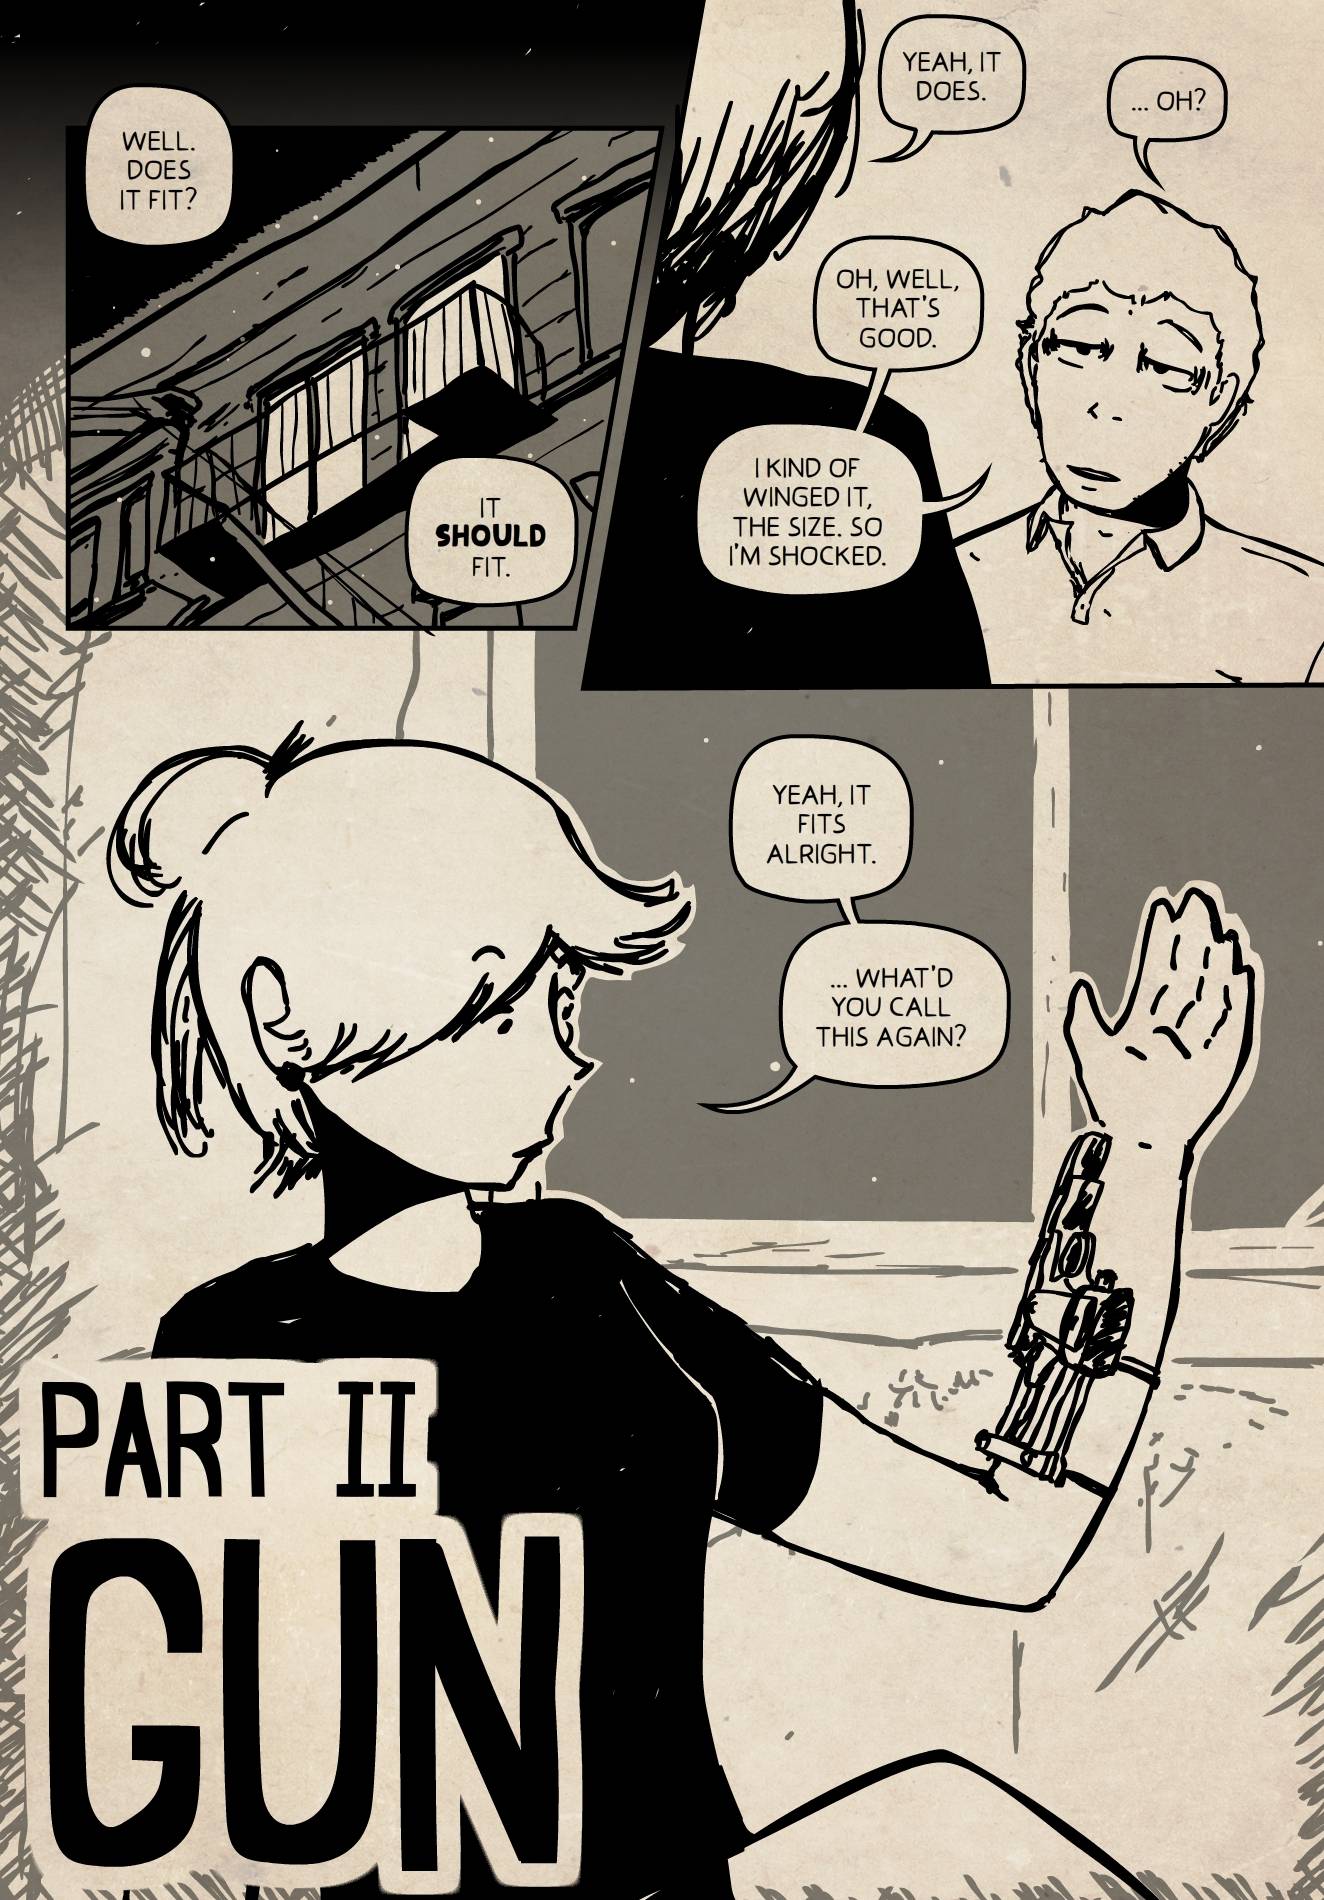 WELL.
DOES
IT FIT?
IT
SHOULD
FIT.
YEAH, IT
DOES.
... OH?
OH, WELL,
THAT'S
GOOD.
I KIND OF
WINGED IT,
THE SIZE. SO
I'M SHOCKED.
YEAH, IT
FITS
ALRIGHT.
... WHAT'D
YOU CALL
THIS AGAIN?
PART II
GUN